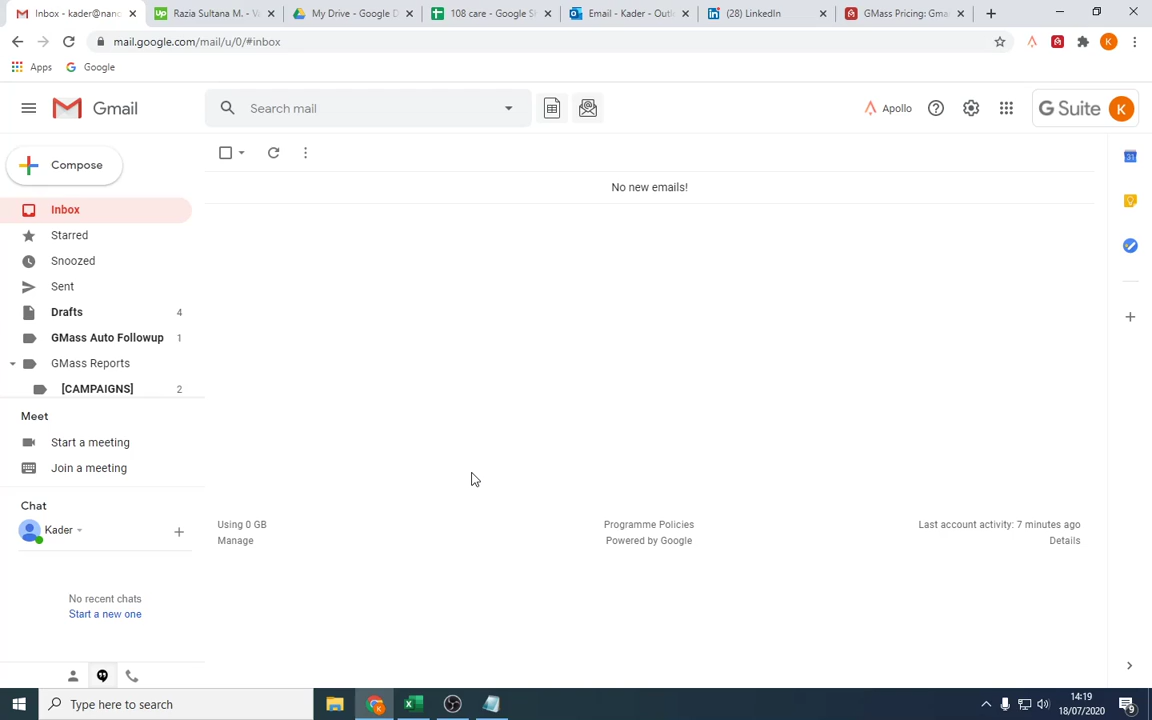 Inbox - kader@nanc
Razia Sultana M. - V
My Drive - Google D
108 care - Google S
Email - Kader - Outl
(28) LinkedIn
GMass Pricing: Gma
mail.google.com/mail/u/0/#inbox
Apps
Google
Gmail
Search mail
Apollo
G Suite
K
Compose
No new emails!
Inbox
Starred
Snoozed
Sent
Drafts 4
GMass Auto Followup 1
GMass Reports
[CAMPAIGNS] 2
Meet
Start a meeting
Join a meeting
Chat
Kader
Using 0 GB
Manage
Programme Policies
Powered by Google
Last account activity: 7 minutes ago
Details
No recent chats
Start a new one
Type here to search
14:19
18/07/2020
9